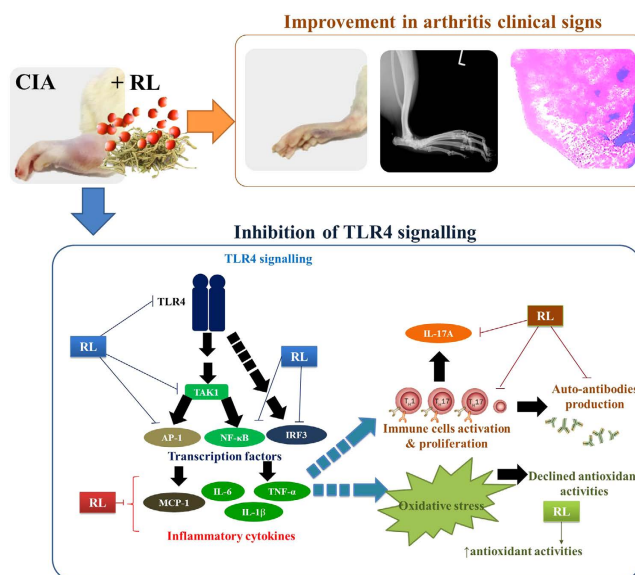 Improvement in arthritis clinical signs
CIA
+ RL
L
Inhibition of TLR4 signalling
TLR4 signalling
TLR4
RL
RL
TAK1
AP-1
NF-κB
IRF3
Transcription factors
MCP-1
IL-6
TNF-α
IL-1β
RL
Inflammatory cytokines
IL-17A
RL
T_17
Immune cells activation
& proliferation
Auto-antibodies
production
Oxidative stress
Declined antioxidant
activities
RL
↑antioxidant activities